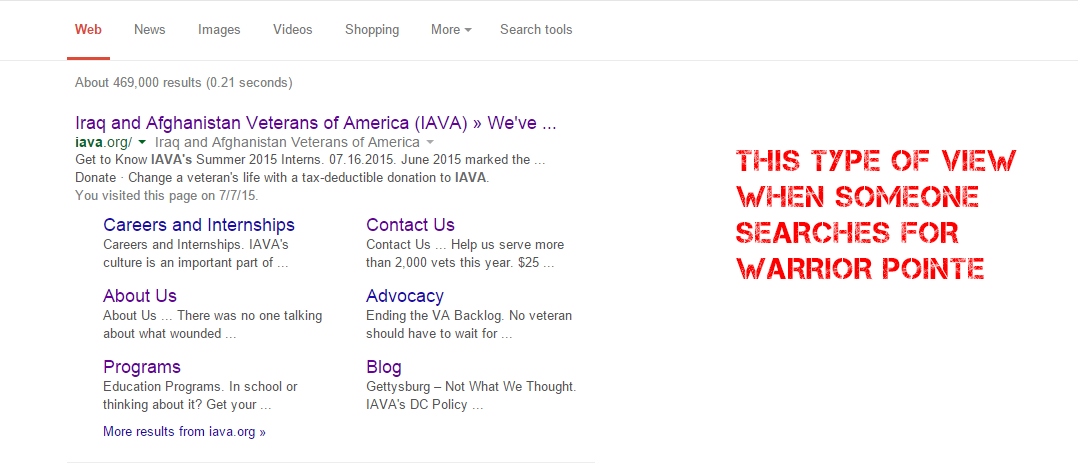 Web News Images Videos Shopping More Search tools
About 469,000 results (0.21 seconds)
Iraq and Afghanistan Veterans of America (IAVA) » We've ...
iava.org/ Iraq and Afghanistan Veterans of America
Get to Know IAVA's Summer 2015 Interns. 07.16.2015. June 2015 marked the ...
Donate · Change a veteran's life with a tax-deductible donation to IAVA.
You visited this page on 7/7/15.
Careers and Internships
Careers and Internships. IAVA's
culture is an important part of ...
Contact Us
Contact Us ... Help us serve more
than 2,000 vets this year. $25 ...
About Us
About Us ... There was no one talking
about what wounded ...
Advocacy
Ending the VA Backlog. No veteran
should have to wait for ...
Programs
Education Programs. In school or
thinking about it? Get your ...
Blog
Gettysburg – Not What We Thought.
IAVA's DC Policy ...
More results from iava.org »
THIS TYPE OF VIEW
WHEN SOMEONE
SEARCHES FOR
WARRIOR POINTE